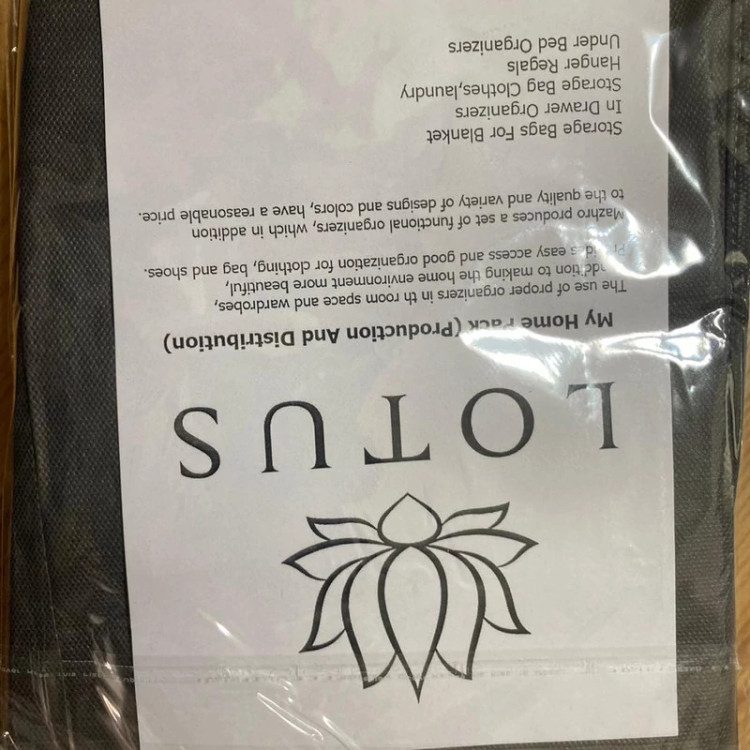 LOTUS
My Home Pack (Production And Distribution)
The use of proper organizers in th room space and wardrobes,
addition to making the home environment more beautiful,
easy access and good organization for clothing, bag and shoes.
Mazhro produces a set of functional organizers, which in addition
to the quality and variety of designs and colors, have a reasonable price.
Storage Bags For Blanket
In Drawer Organizers
Storage Bag Clothes,laundry
Hanger Regals
Under Bed Organizers